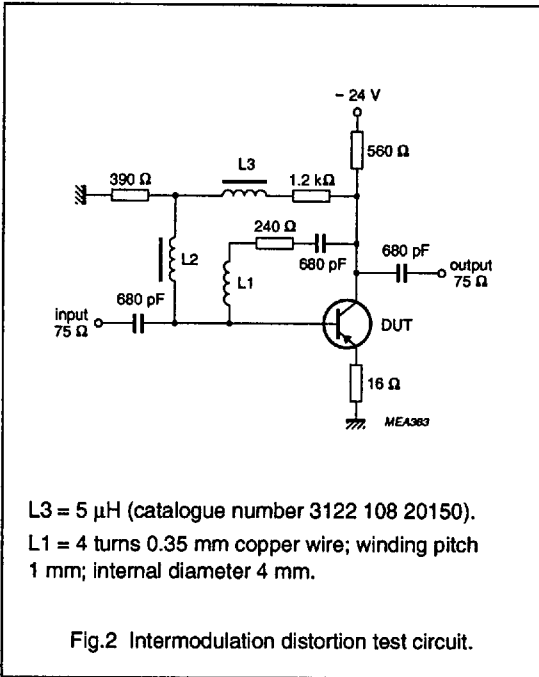 – 24 V
560 Ω
L3
390 Ω
1.2 kΩ
240 Ω
680 pF
L2
L1
680 pF
output
75 Ω
680 pF
input
75 Ω
DUT
16 Ω
MEA383
L3 = 5 μH (catalogue number 3122 108 20150).
L1 = 4 turns 0.35 mm copper wire; winding pitch
1 mm; internal diameter 4 mm.
Fig.2 Intermodulation distortion test circuit.